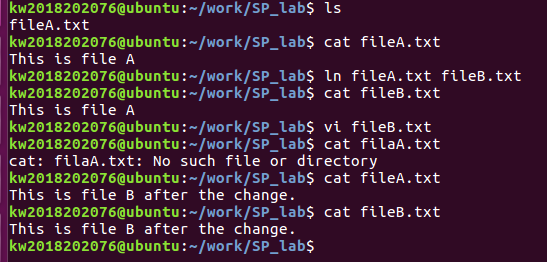 kw2018202076@ubuntu:~/work/SP_lab$ ls
fileA.txt
kw2018202076@ubuntu:~/work/SP_lab$ cat fileA.txt
This is file A
kw2018202076@ubuntu:~/work/SP_lab$ ln fileA.txt fileB.txt
kw2018202076@ubuntu:~/work/SP_lab$ cat fileB.txt
This is file A
kw2018202076@ubuntu:~/work/SP_lab$ vi fileB.txt
kw2018202076@ubuntu:~/work/SP_lab$ cat filaA.txt
cat: filaA.txt: No such file or directory
kw2018202076@ubuntu:~/work/SP_lab$ cat fileA.txt
This is file B after the change.
kw2018202076@ubuntu:~/work/SP_lab$ cat fileB.txt
This is file B after the change.
kw2018202076@ubuntu:~/work/SP_lab$